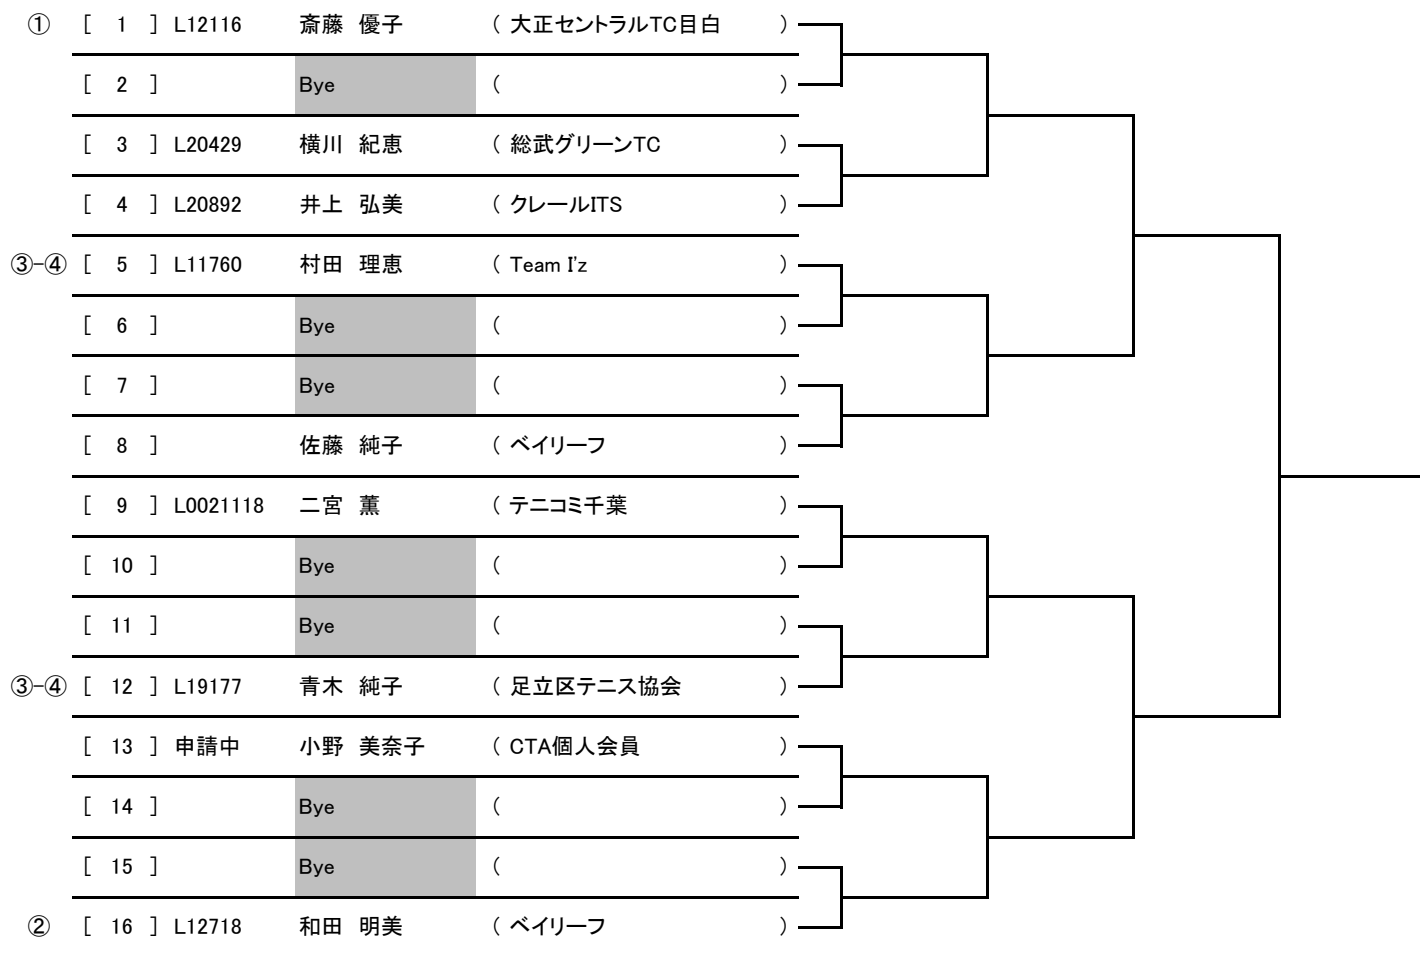 ① [ 1 ] L12116 斎藤 優子 ( 大正セントラルTC目白 )
[ 2 ] Bye ( )
[ 3 ] L20429 横川 紀恵 ( 総武グリーンTC )
[ 4 ] L20892 井上 弘美 ( クレールITS )
③-④ [ 5 ] L11760 村田 理恵 ( Team I'z )
[ 6 ] Bye ( )
[ 7 ] Bye ( )
[ 8 ] 佐藤 純子 ( ベイリーフ )
[ 9 ] L0021118 二宮 薫 ( テニコミ千葉 )
[ 10 ] Bye ( )
[ 11 ] Bye ( )
③-④ [ 12 ] L19177 青木 純子 ( 足立区テニス協会 )
[ 13 ] 申請中 小野 美奈子 ( CTA個人会員 )
[ 14 ] Bye ( )
[ 15 ] Bye ( )
② [ 16 ] L12718 和田 明美 ( ベイリーフ )